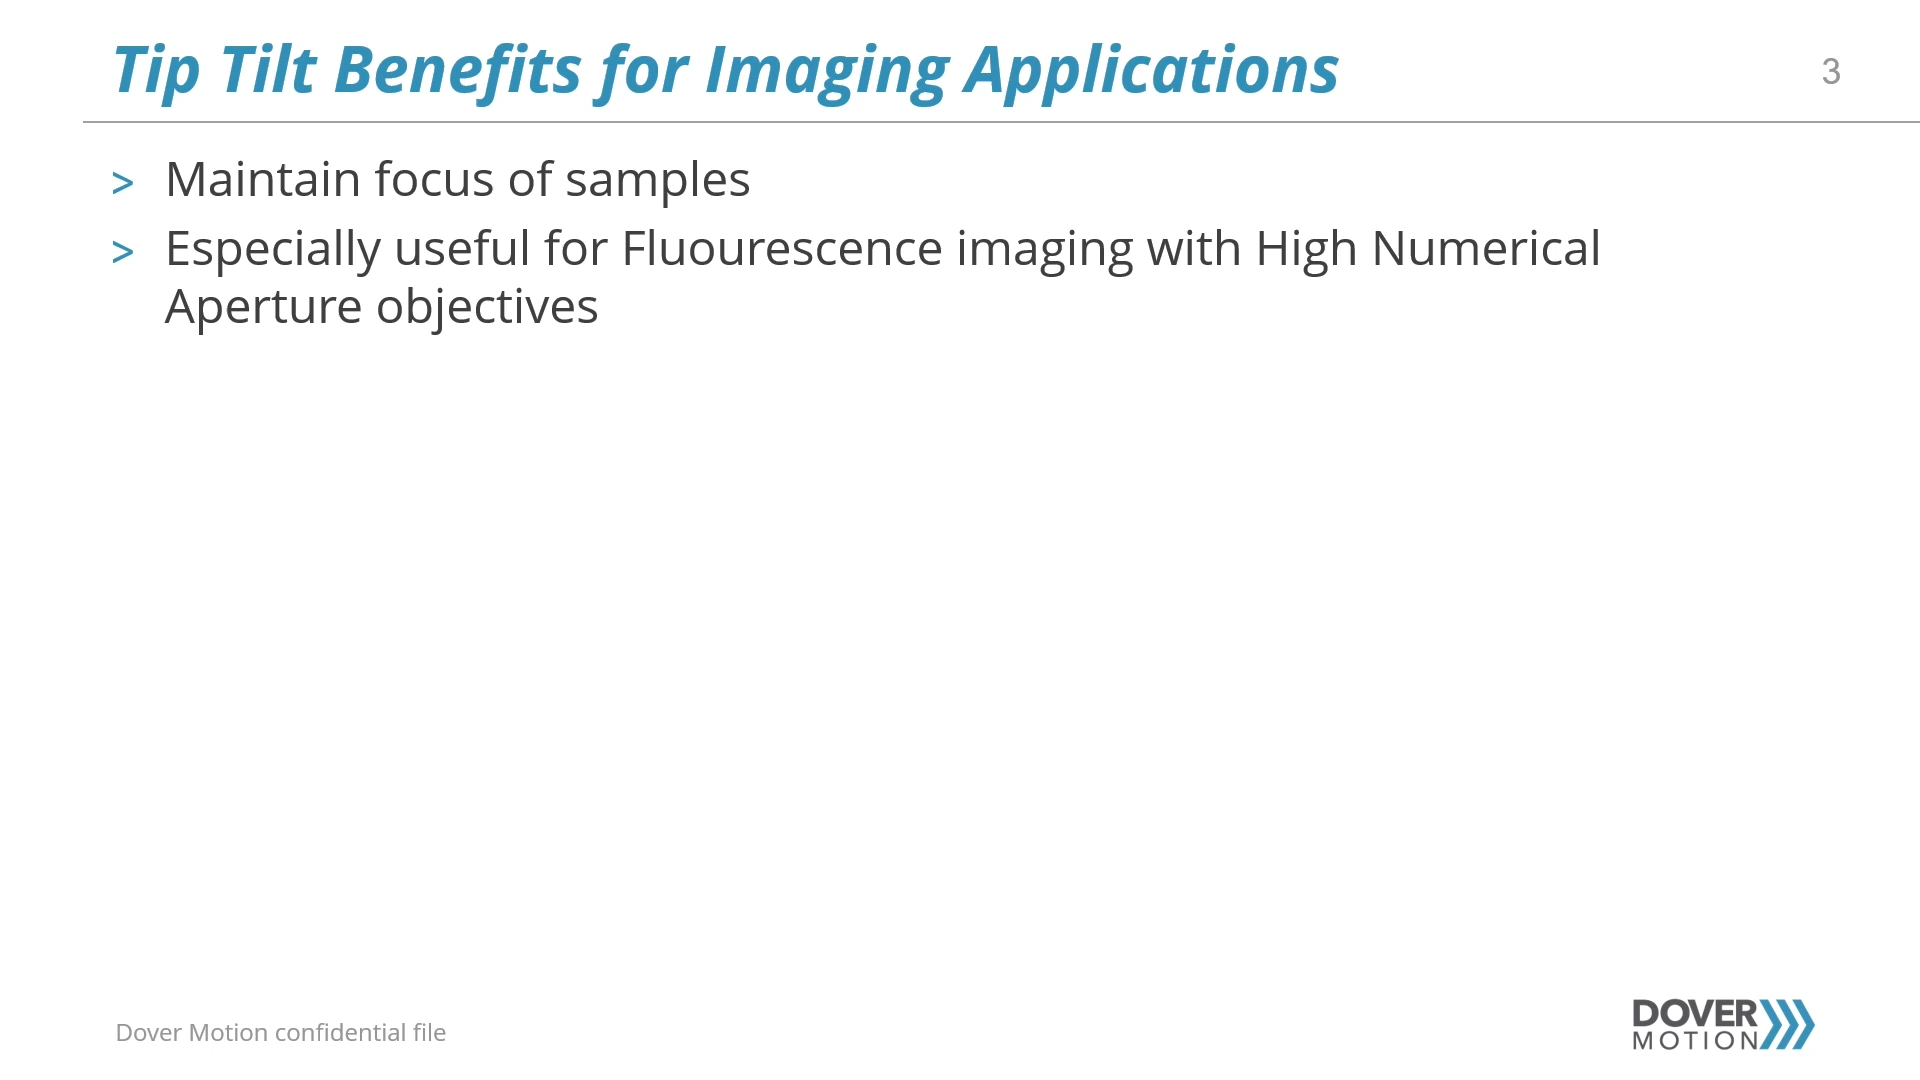 Tip Tilt Benefits for Imaging Applications
3
> Maintain focus of samples
> Especially useful for Fluourescence imaging with High Numerical
Aperture objectives
Dover Motion confidential file
DOVER
MOTION